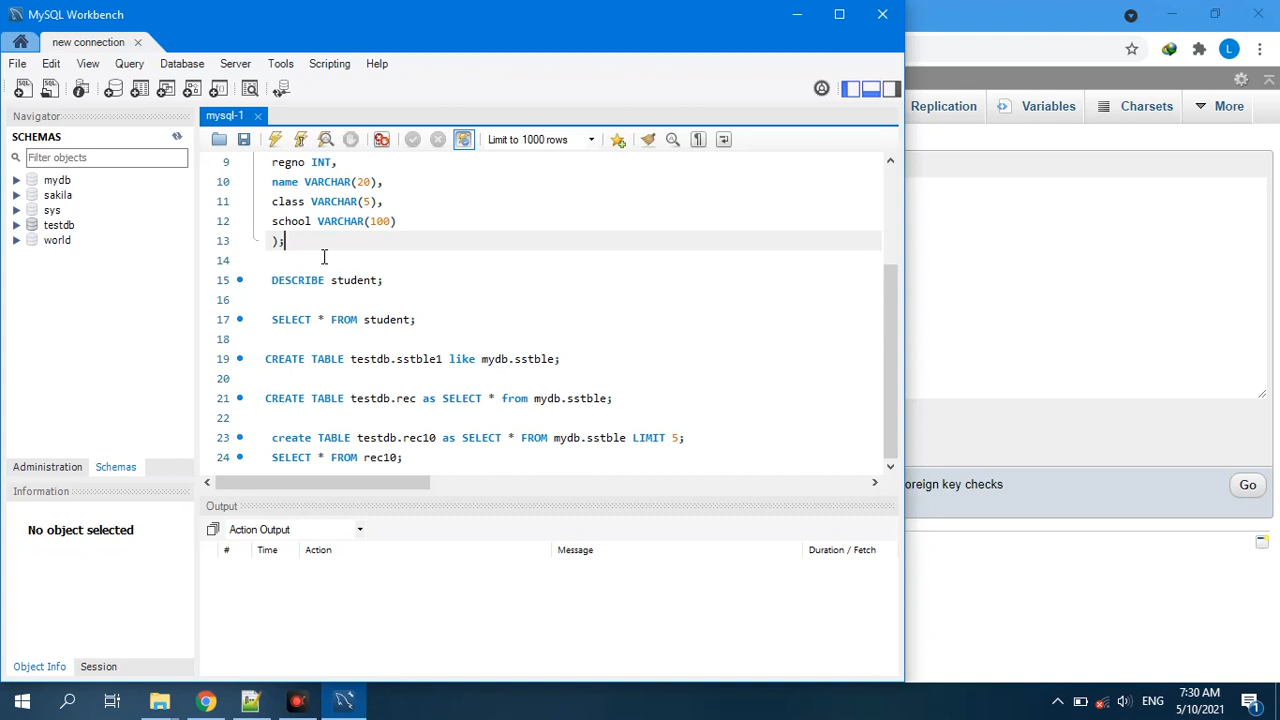 MySQL Workbench
new connection
File Edit View Query Database Server Tools Scripting Help
Replication Variables Charsets More
Navigator
mysql-1
SCHEMAS
Limit to 1000 rows
Filter objects
mydb
sakila
sys
testdb
world
9 regno INT,
10 name VARCHAR(20),
11 class VARCHAR(5),
12 school VARCHAR(100)
13 );
14
15 DESCRIBE student;
16
17 SELECT * FROM student;
18
19 CREATE TABLE testdb.sstble1 like mydb.sstble;
20
21 CREATE TABLE testdb.rec as SELECT * from mydb.sstble;
22
23 create TABLE testdb.rec10 as SELECT * FROM mydb.sstble LIMIT 5;
24 SELECT * FROM rec10;
Administration Schemas
Information
No object selected
Object Info Session
Output
Action Output
# Time Action Message Duration / Fetch
oreign key checks Go
ENG
7:30 AM
5/10/2021
L
1